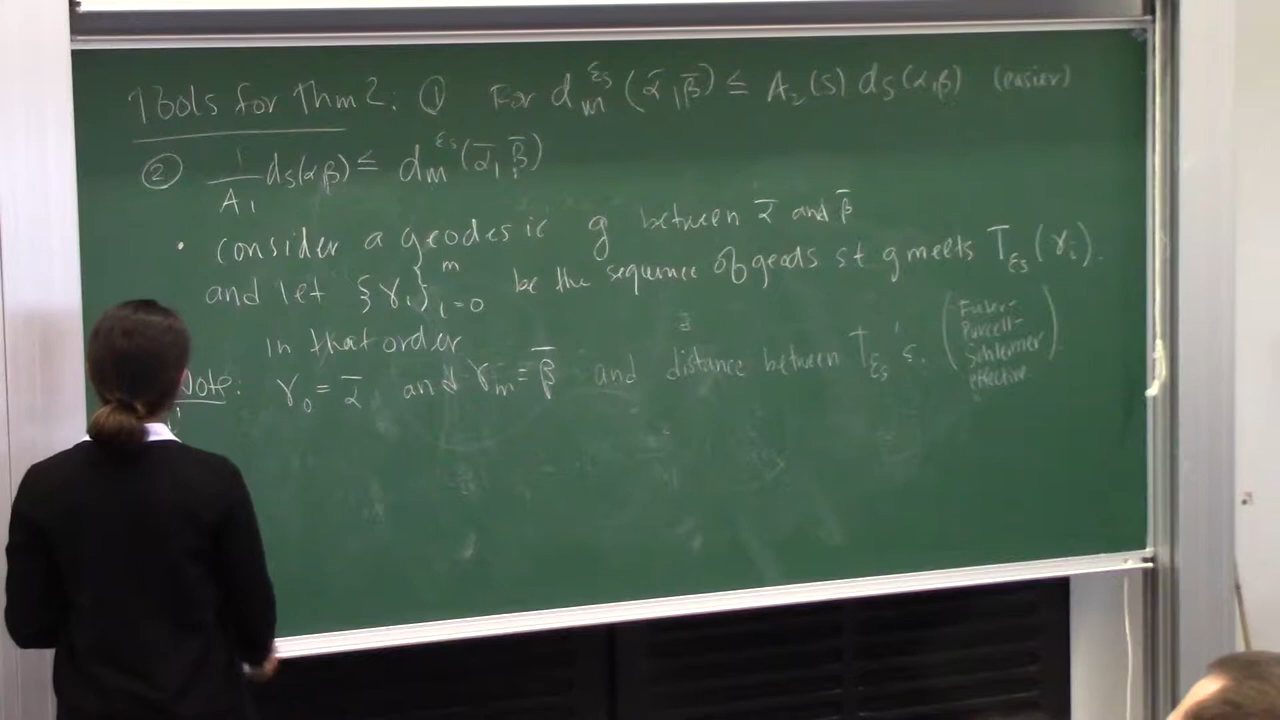 Tools for Thm 2: ① For d_m^{ε_s}(ᾱ, β̄) ≤ A_2(S) d_S(α,β) (easier)
② 1/A_1 d_S(α,β) ≤ d_m^{ε_s}(ᾱ, β̄)
• consider a geodesic g between ᾱ and β̄
and let {γ_i}_{i=0}^m be the sequence of geods st g meets T_{ε_s}(γ_i).
in that order
Note: γ_0 = ᾱ and γ_m = β̄ and ∃ distance between T_{ε_s}'s. (Futer-
Purcell-
Schleimer
effective)